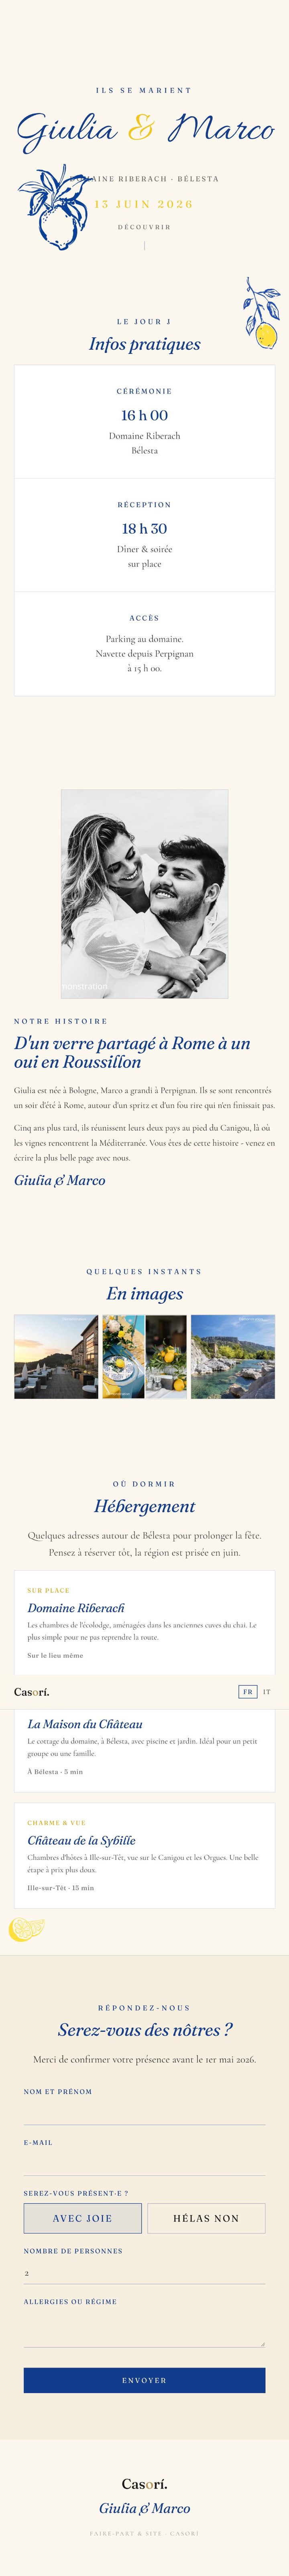 ILS SE MARIENT
Giulia & Marco
DOMAINE RIBERACH - BÉLESTA
13 JUIN 2026
DÉCOUVRIR
LE JOUR J
Infos pratiques
CÉRÉMONIE
16 h 00
Domaine Riberach
Bélesta
RÉCEPTION
18 h 30
Dîner & soirée
sur place
ACCÈS
Parking au domaine.
Navette depuis Perpignan
à 15 h 00.
NOTRE HISTOIRE
D'un verre partagé à Rome à un
oui en Roussillon
Giulia est née à Bologne, Marco a grandi à Perpignan. Ils se sont rencontrés
un soir d'été à Rome, autour d'un spritz et d'un fou rire qui n'en finissait pas.
Cinq ans plus tard, ils réunissent leurs deux pays au pied du Canigou, là où
les vignes rencontrent la Méditerranée. Vous êtes de cette histoire - venez en
écrire la plus belle page avec nous.
Giulia & Marco
QUELQUES INSTANTS
En images
OÙ DORMIR
Hébergement
Quelques adresses autour de Bélesta pour prolonger la fête.
Pensez à réserver tôt, la région est prisée en juin.
SUR PLACE
Domaine Riberach
Les chambres de l'écolodge, aménagées dans les anciennes caves du chai. Le
plus simple pour ne pas reprendre la route.
Sur le lieu même
Casorí.
FR IT
La Maison du Château
Le cottage du domaine, à Bélesta, avec piscine et jardin. Idéal pour un petit
groupe ou une famille.
À Bélesta · 5 min
CHARME & VUE
Château de la Sybille
Chambres d'hôtes à Ille-sur-Têt, vue sur le Canigou et les Orgues. Une belle
étape à prix plus doux.
Ille-sur-Têt · 15 min
RÉPONDEZ-NOUS
Serez-vous des nôtres ?
Merci de confirmer votre présence avant le 1er mai 2026.
NOM ET PRÉNOM
E-MAIL
SEREZ-VOUS PRÉSENT·E ?
AVEC JOIE
HÉLAS NON
NOMBRE DE PERSONNES
2
ALLERGIES OU RÉGIME
ENVOYER
Casorí.
Giulia & Marco
FAIRE-PART & SITE · CASORÍ